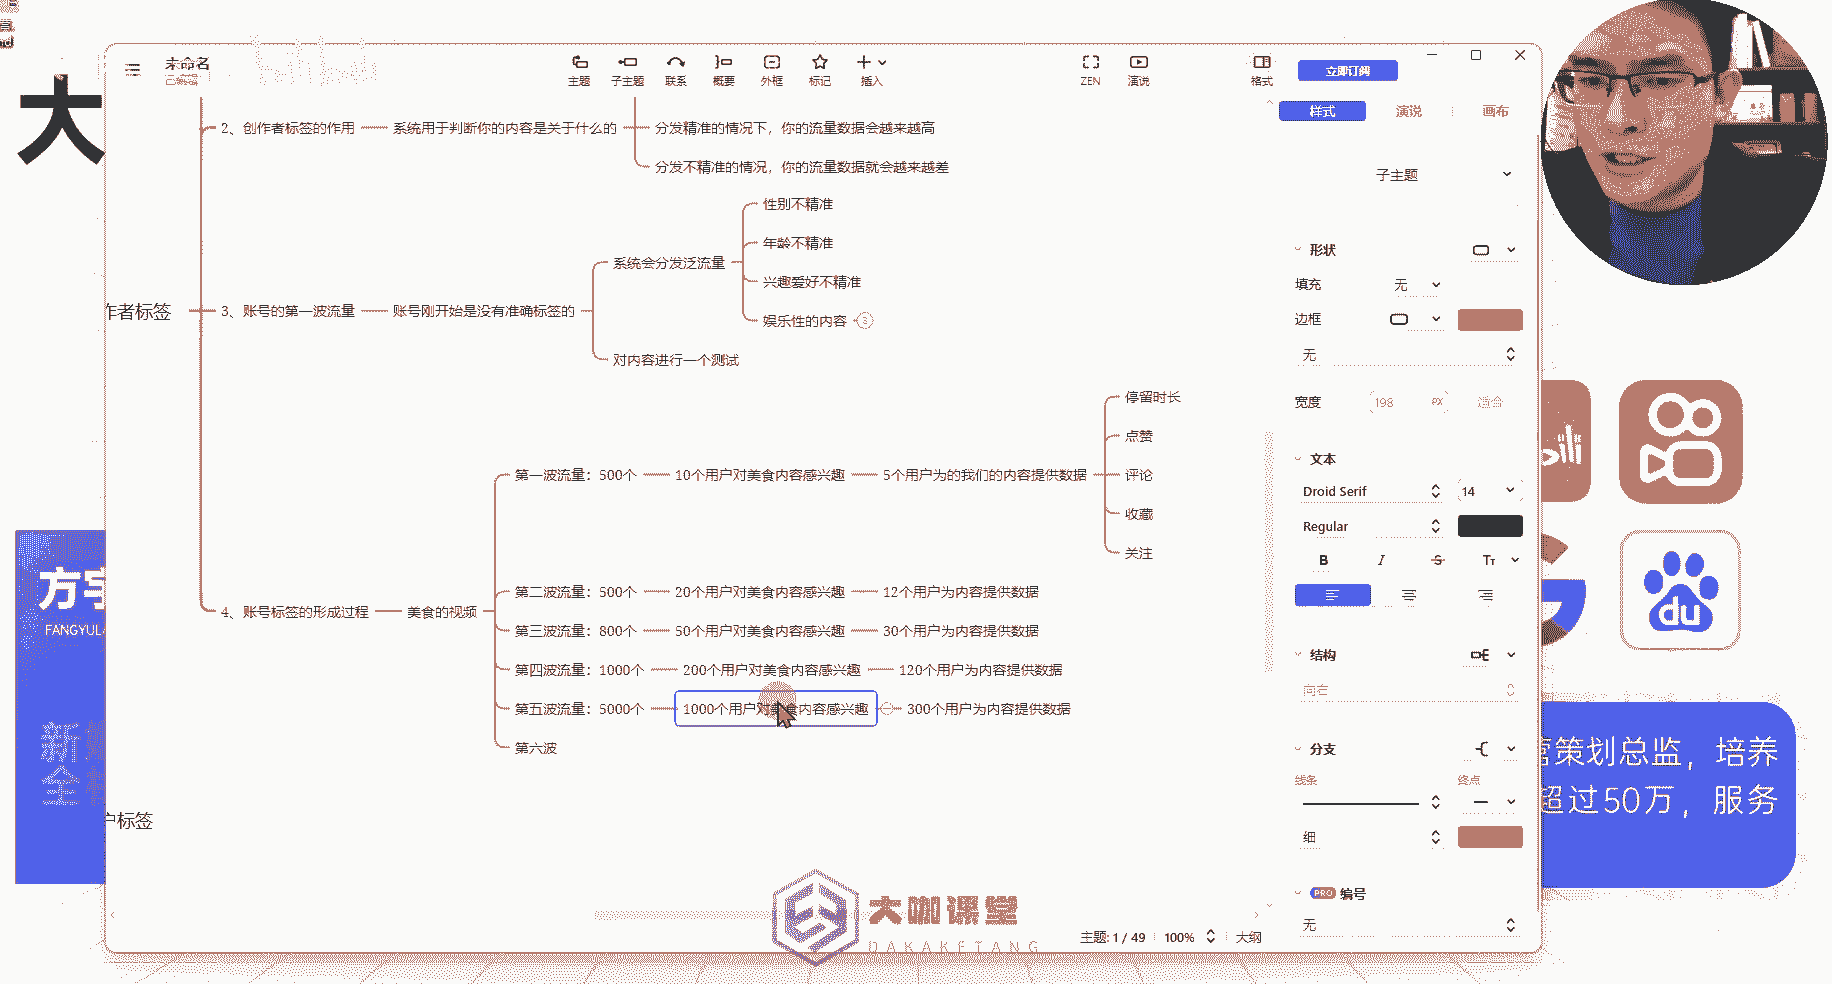 大
未命名
已编辑
主题 子主题 联系 概要 外框 标记 插入 ZEN 演说 格式
立即订阅
样式 演说 画布
子主题
形状
填充 无
边框
无
宽度 198 PX 适合
文本
Droid Serif 14
Regular
B I S Tт
结构
向右
分支
线条 终点
细
PRO 编号
无
2、创作者标签的作用 系统用于判断你的内容是关于什么的 分发精准的情况下，你的流量数据会越来越高
分发不精准的情况，你的流量数据就会越来越差
性别不精准
年龄不精准
系统会分发泛流量
兴趣爱好不精准
作者标签 3、账号的第一波流量 账号刚开始是没有准确标签的
娱乐性的内容
对内容进行一个测试
停留时长
点赞
第一波流量：500个 10个用户对美食内容感兴趣 5个用户为的我们的内容提供数据 评论
收藏
关注
第二波流量：500个 20个用户对美食内容感兴趣 12个用户为内容提供数据
4、账号标签的形成过程 美食的视频
第三波流量：800个 50个用户对美食内容感兴趣 30个用户为内容提供数据
第四波流量：1000个 200个用户对美食内容感兴趣 120个用户为内容提供数据
第五波流量：5000个 1000个用户对美食内容感兴趣 300个用户为内容提供数据
第六波
户标签
方宇
FANGYUL
新
全
du
营策划总监，培养
超过50万，服务
大咖课堂
DAKAKETANG
主题: 1 / 49 100% 大纲